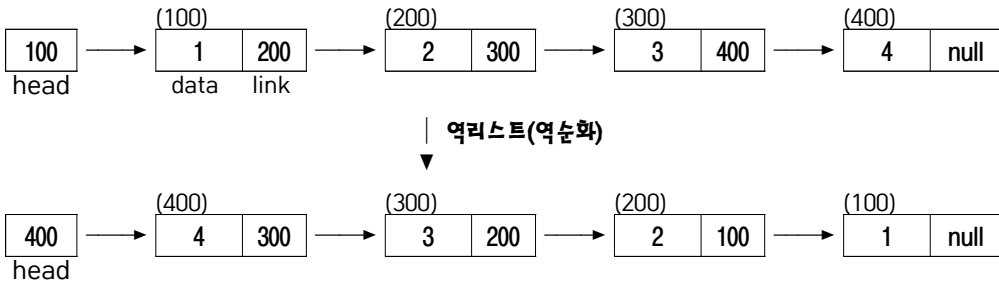 (100) (200) (300) (400)
100 1 200 2 300 3 400 4 null
head data link
역리스트(역순화)
(400) (300) (200) (100)
400 4 300 3 200 2 100 1 null
head